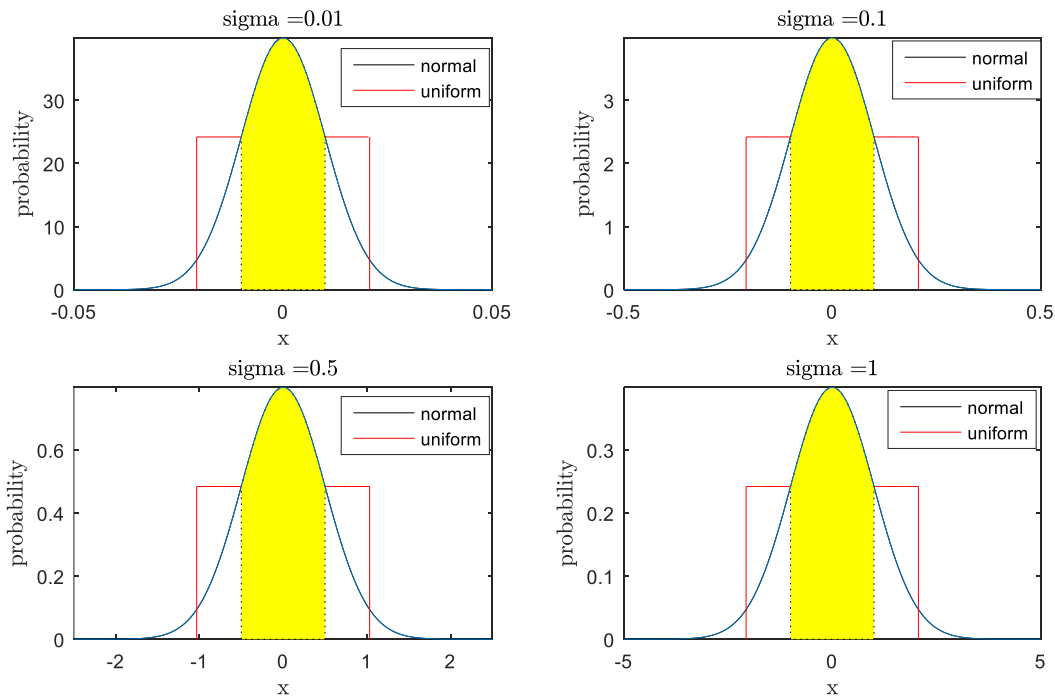 sigma =0.01
normal
uniform
probability
30
20
10
0
-0.05
0
0.05
x
sigma =0.1
normal
uniform
probability
3
2
1
0
-0.5
0
0.5
x
sigma =0.5
normal
uniform
probability
0.6
0.4
0.2
0
-2
-1
0
1
2
x
sigma =1
normal
uniform
probability
0.3
0.2
0.1
0
-5
0
5
x